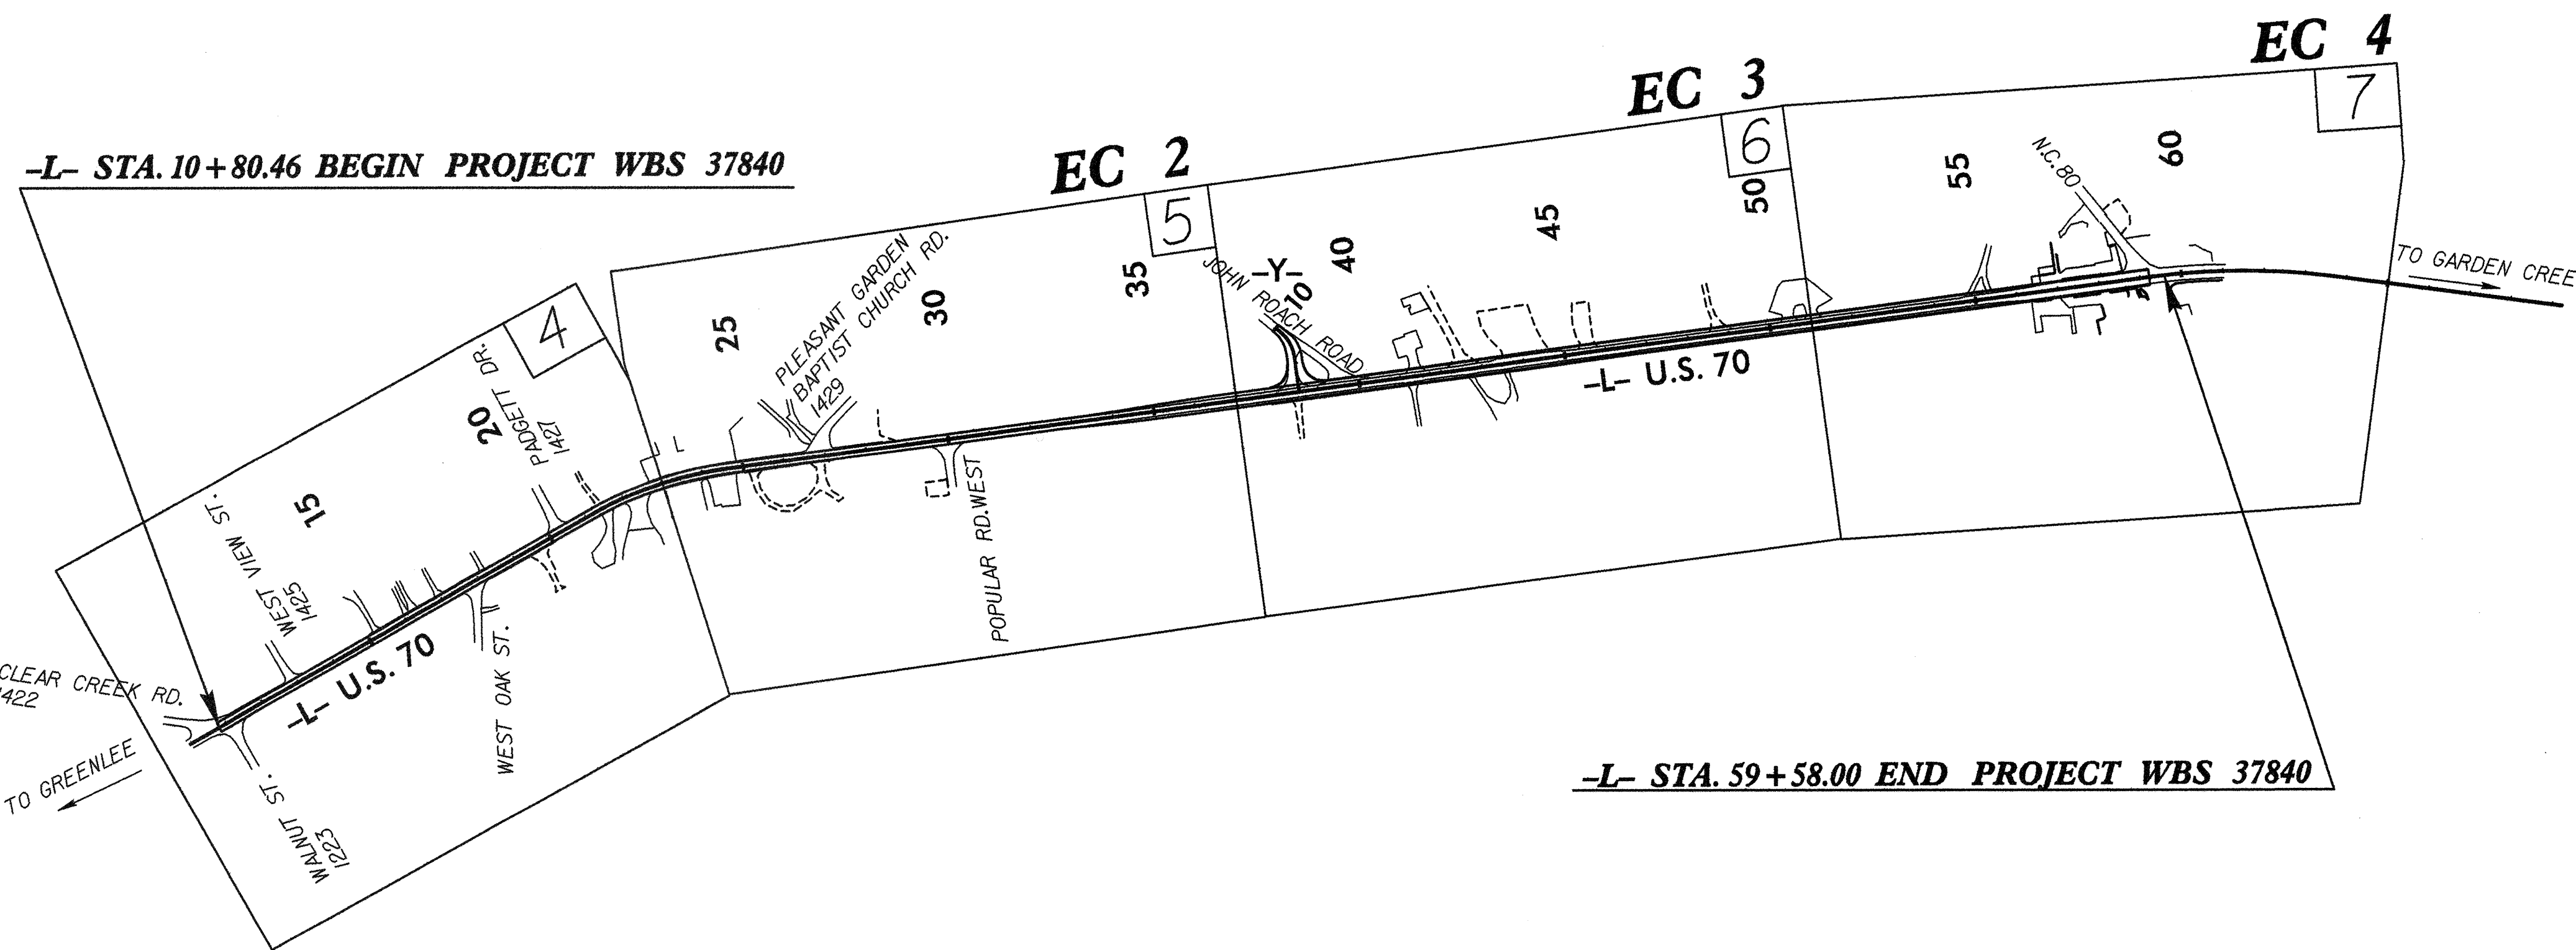 EC 4
7
EC 3
6
EC 2
5
4
–L– STA. 10+80.46 BEGIN PROJECT WBS 37840
60
55
N.C. 80
50
45
40
–Y–
10
JOHN ROACH ROAD
35
30
25
PLEASANT GARDEN
BAPTIST CHURCH RD.
1429
TO GARDEN CREE
–L– U.S. 70
PADGETT DR.
1427
20
L
15
WEST VIEW ST.
1425
POPULAR RD. WEST
–L– U.S. 70
WEST OAK ST.
CLEAR CREEK RD.
1422
TO GREENLEE
WALNUT ST.
1223
–L– STA. 59+58.00 END PROJECT WBS 37840